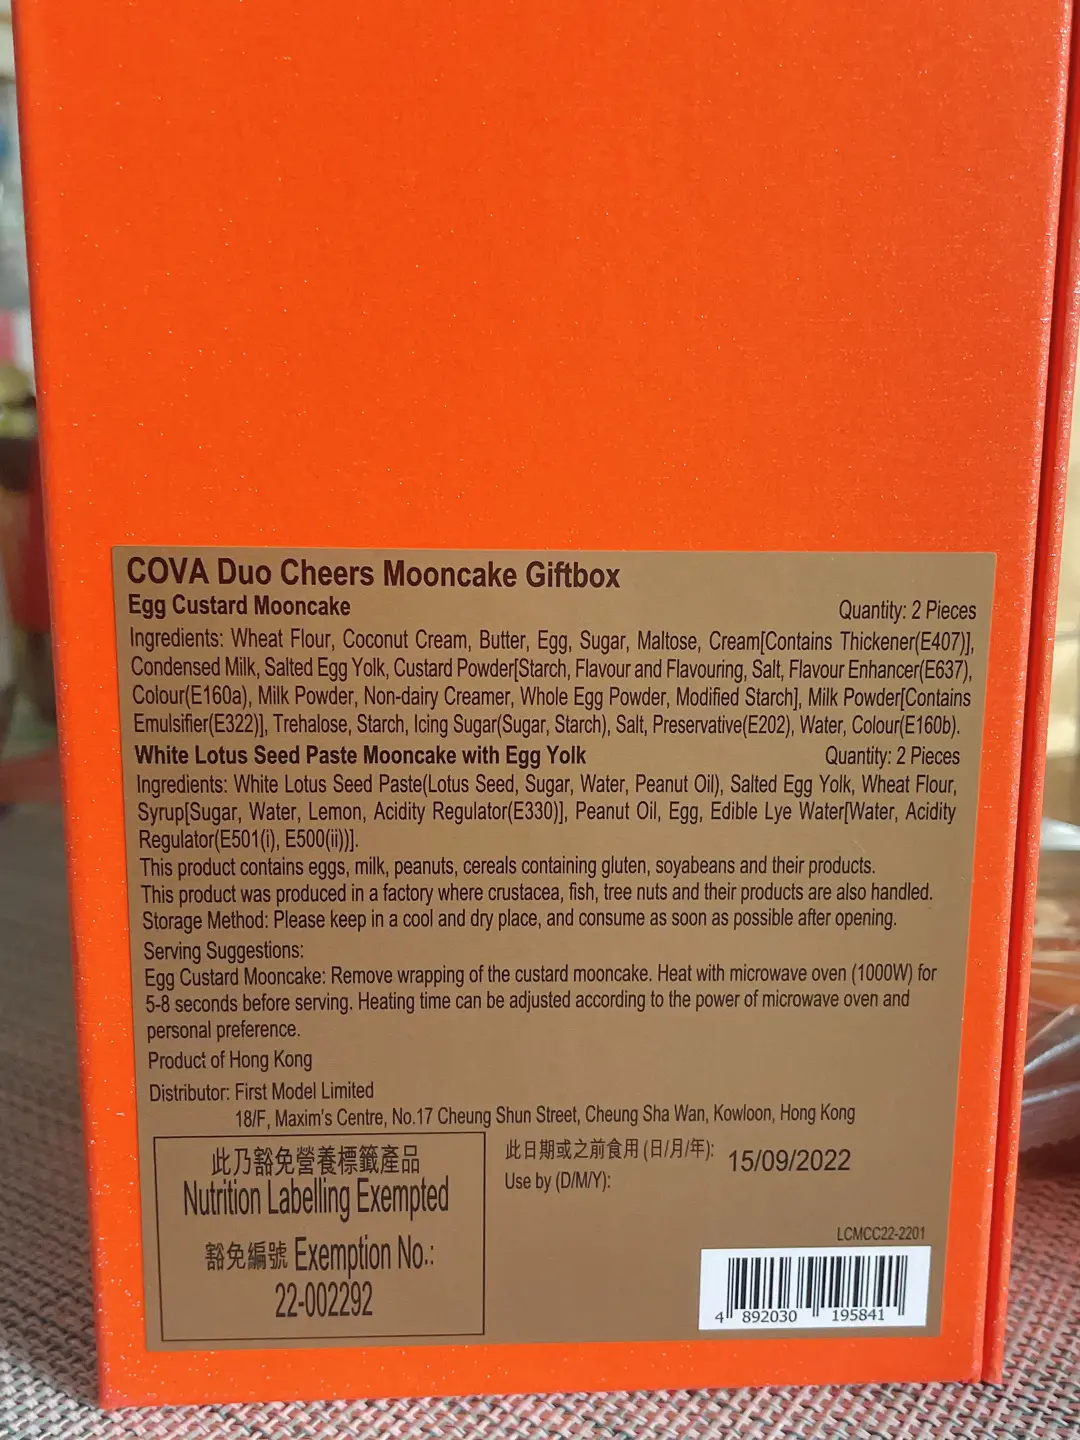 COVA Duo Cheers Mooncake Giftbox
Egg Custard Mooncake Quantity: 2 Pieces
Ingredients: Wheat Flour, Coconut Cream, Butter, Egg, Sugar, Maltose, Cream[Contains Thickener(E407)],
Condensed Milk, Salted Egg Yolk, Custard Powder[Starch, Flavour and Flavouring, Salt, Flavour Enhancer(E637),
Colour(E160a), Milk Powder, Non-dairy Creamer, Whole Egg Powder, Modified Starch], Milk Powder[Contains
Emulsifier(E322)], Trehalose, Starch, Icing Sugar(Sugar, Starch), Salt, Preservative(E202), Water, Colour(E160b).
White Lotus Seed Paste Mooncake with Egg Yolk Quantity: 2 Pieces
Ingredients: White Lotus Seed Paste(Lotus Seed, Sugar, Water, Peanut Oil), Salted Egg Yolk, Wheat Flour,
Syrup[Sugar, Water, Lemon, Acidity Regulator(E330)], Peanut Oil, Egg, Edible Lye Water[Water, Acidity
Regulator(E501(i), E500(ii))].
This product contains eggs, milk, peanuts, cereals containing gluten, soyabeans and their products.
This product was produced in a factory where crustacea, fish, tree nuts and their products are also handled.
Storage Method: Please keep in a cool and dry place, and consume as soon as possible after opening.
Serving Suggestions:
Egg Custard Mooncake: Remove wrapping of the custard mooncake. Heat with microwave oven (1000W) for
5-8 seconds before serving. Heating time can be adjusted according to the power of microwave oven and
personal preference.
Product of Hong Kong
Distributor: First Model Limited
18/F, Maxim's Centre, No.17 Cheung Shun Street, Cheung Sha Wan, Kowloon, Hong Kong
此乃豁免營養標籤產品
Nutrition Labelling Exempted
豁免編號 Exemption No.:
22-002292
此日期或之前食用 (日/月/年): 15/09/2022
Use by (D/M/Y):
LCMCC22-2201
4 892030 195841